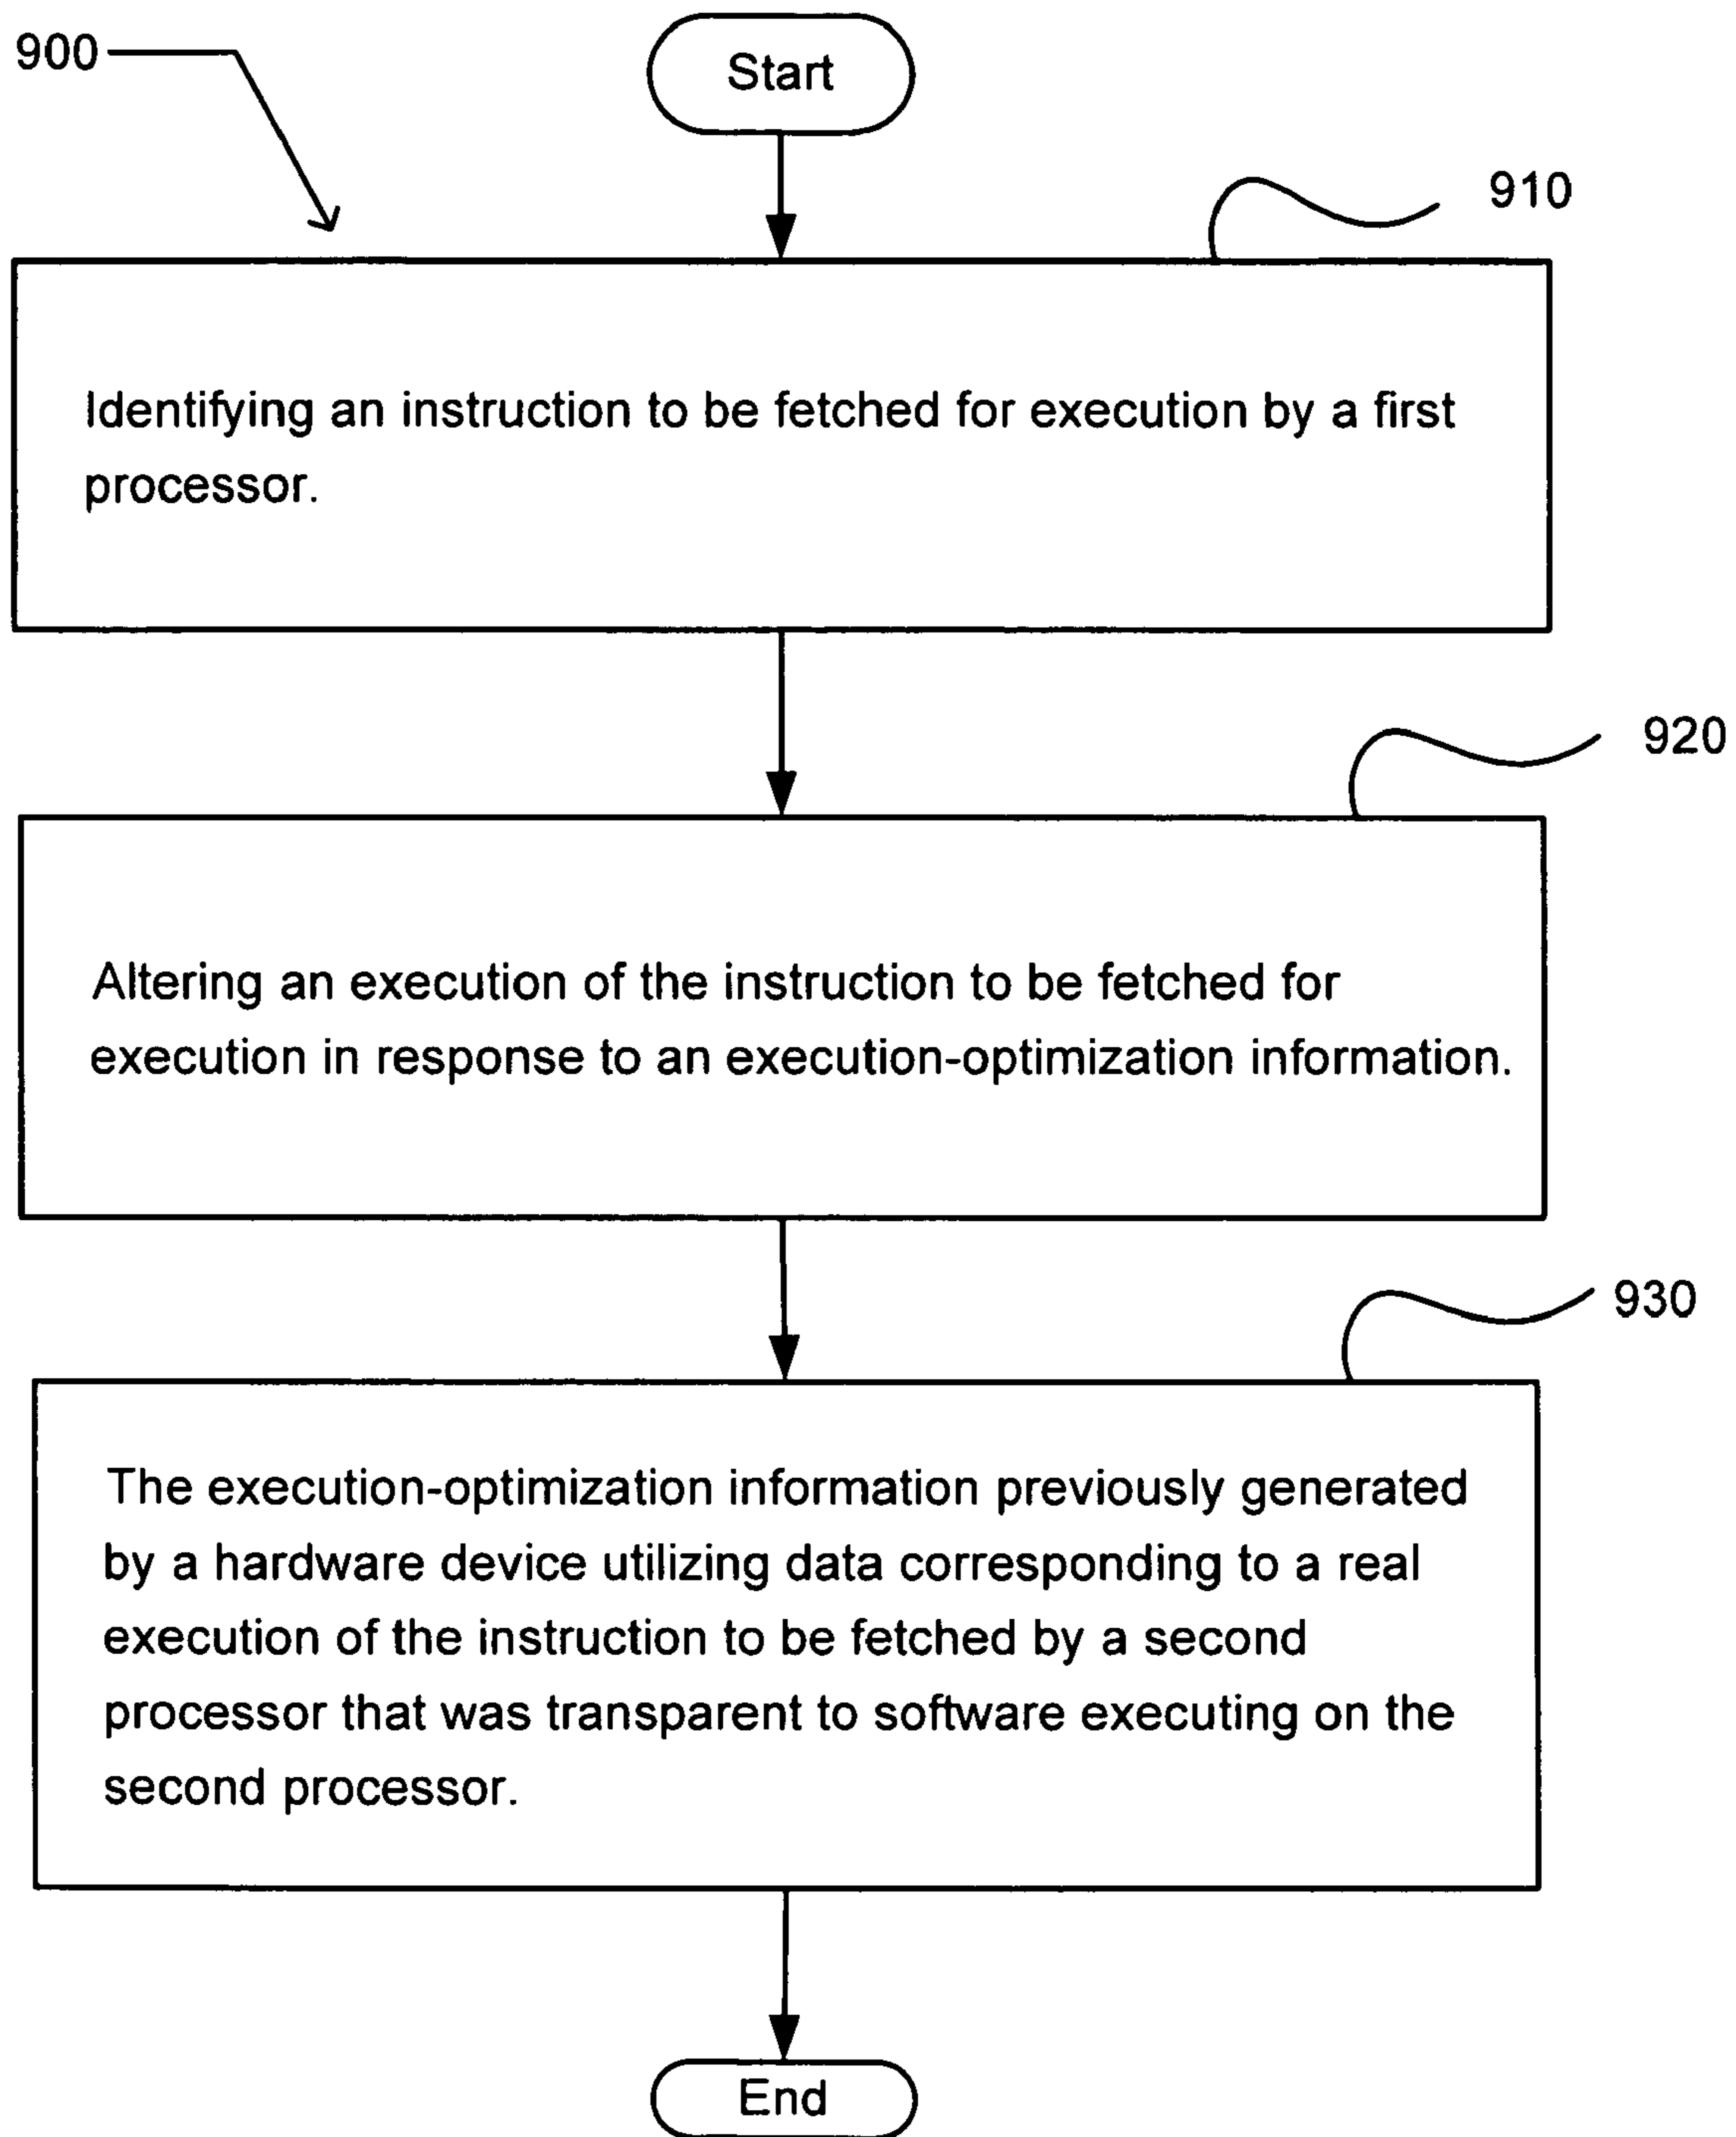 900
Start
910
Identifying an instruction to be fetched for execution by a first
processor.
920
Altering an execution of the instruction to be fetched for
execution in response to an execution-optimization information.
930
The execution-optimization information previously generated
by a hardware device utilizing data corresponding to a real
execution of the instruction to be fetched by a second
processor that was transparent to software executing on the
second processor.
End